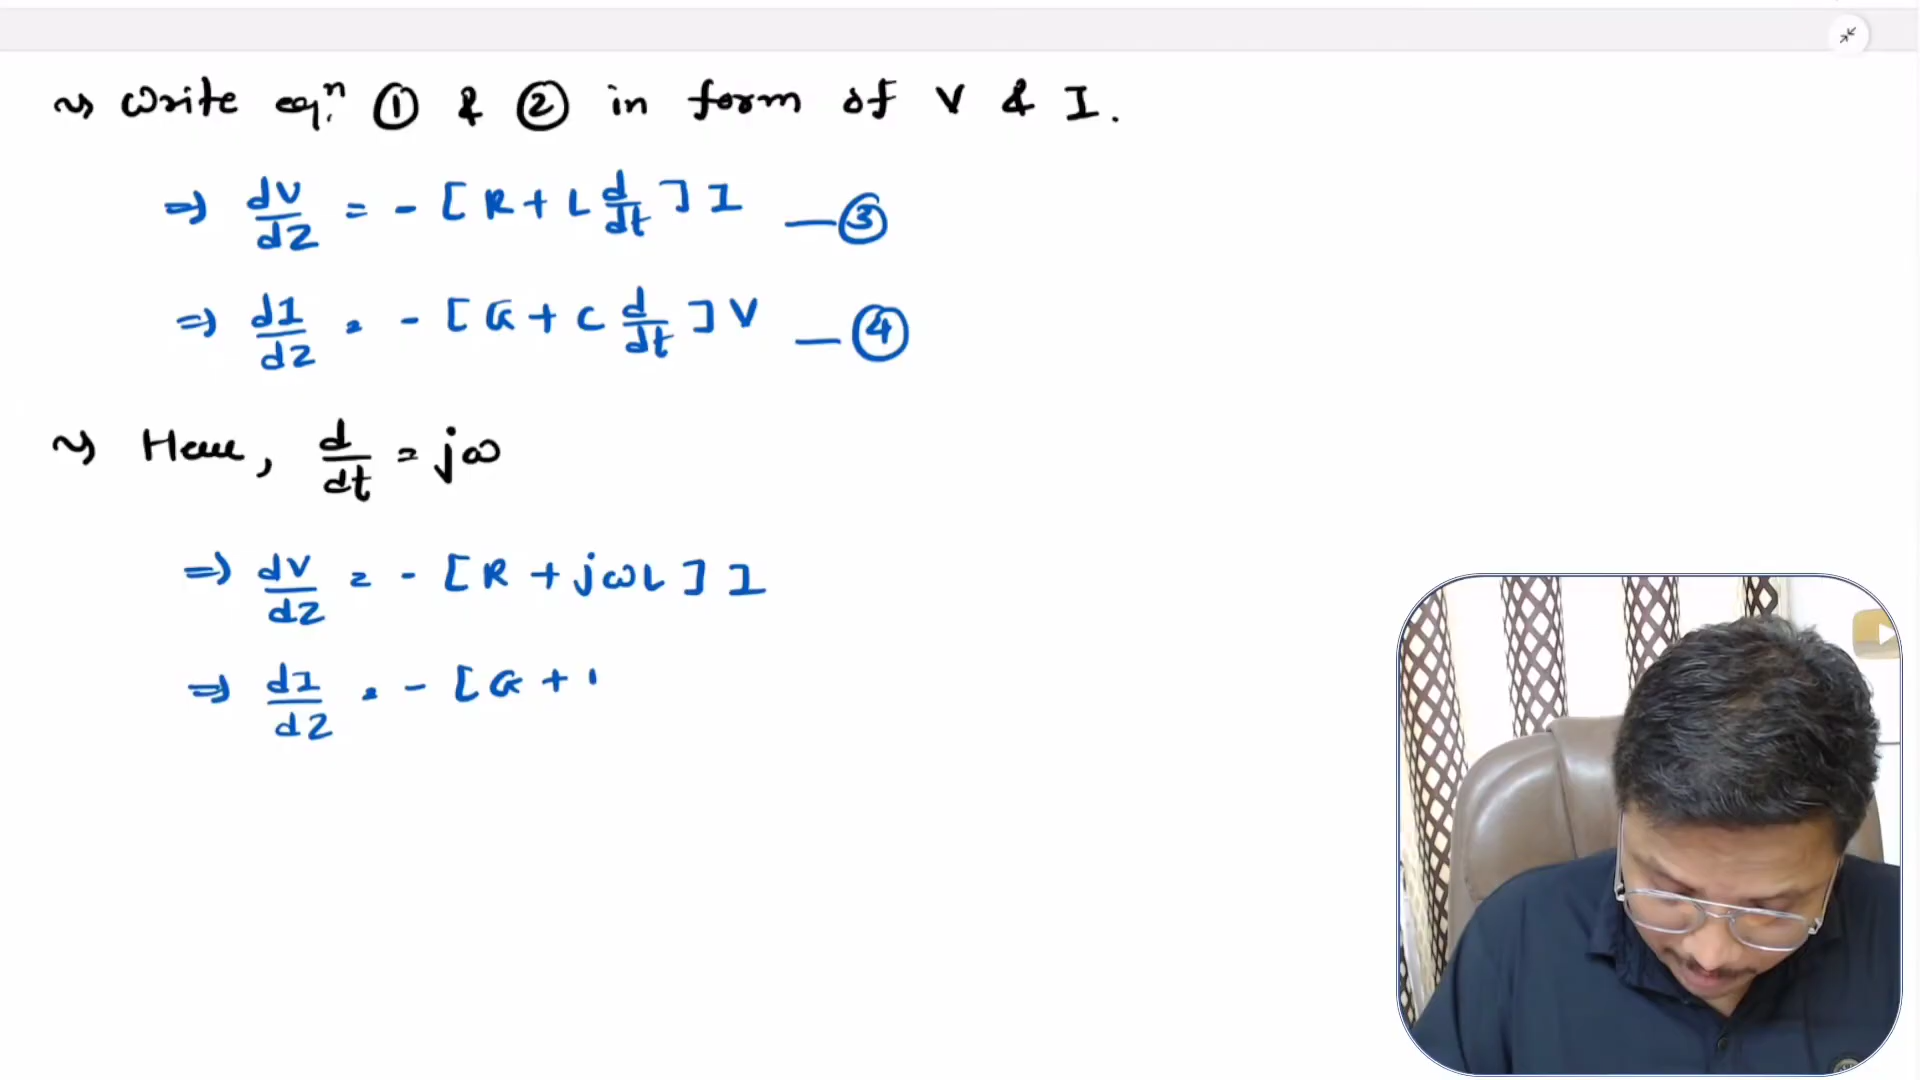 ~> Write eqn. ① & ② in form of V & I.
=> dV/dz = - [ R + L d/dt ] I —③
=> dI/dz = - [ G + C d/dt ] V —④
~> Here, d/dt = jω
=> dV/dz = - [ R + jωL ] I
=> dI/dz = - [ G +